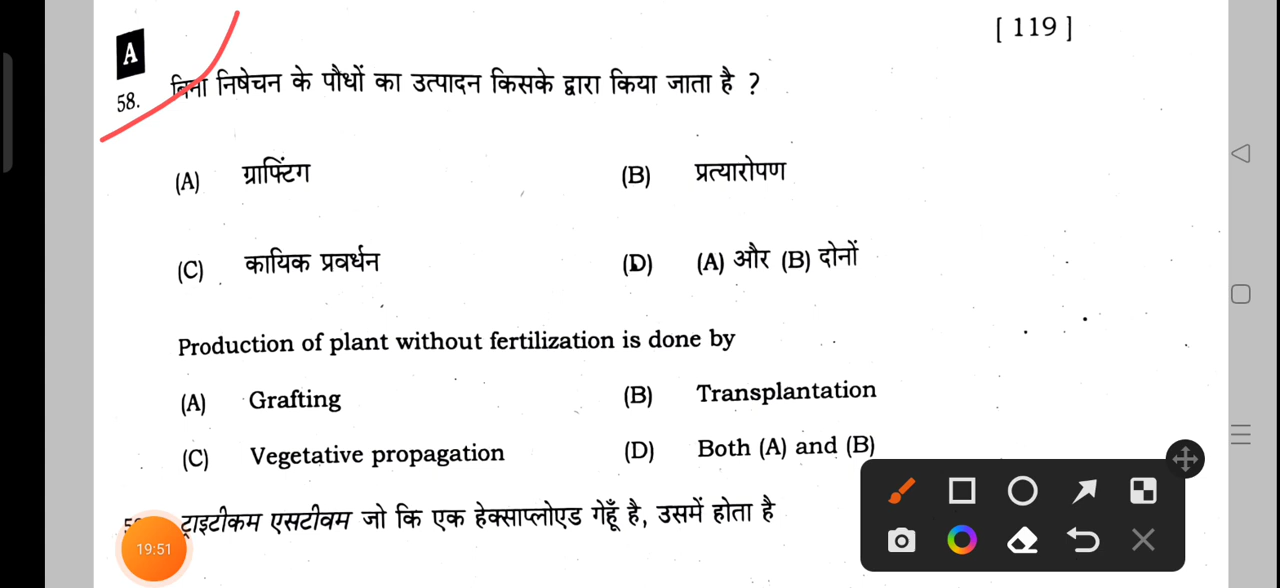 [ 119 ]
A
58. बिना निषेचन के पौधों का उत्पादन किसके द्वारा किया जाता है ?
(A) ग्राफ्टिंग (B) प्रत्यारोपण
(C) कायिक प्रवर्धन (D) (A) और (B) दोनों
Production of plant without fertilization is done by
(A) Grafting (B) Transplantation
(C) Vegetative propagation (D) Both (A) and (B)
ट्राइटीकम एसटीवम जो कि एक हेक्साप्लोएड गेहूँ है, उसमें होता है
19:51